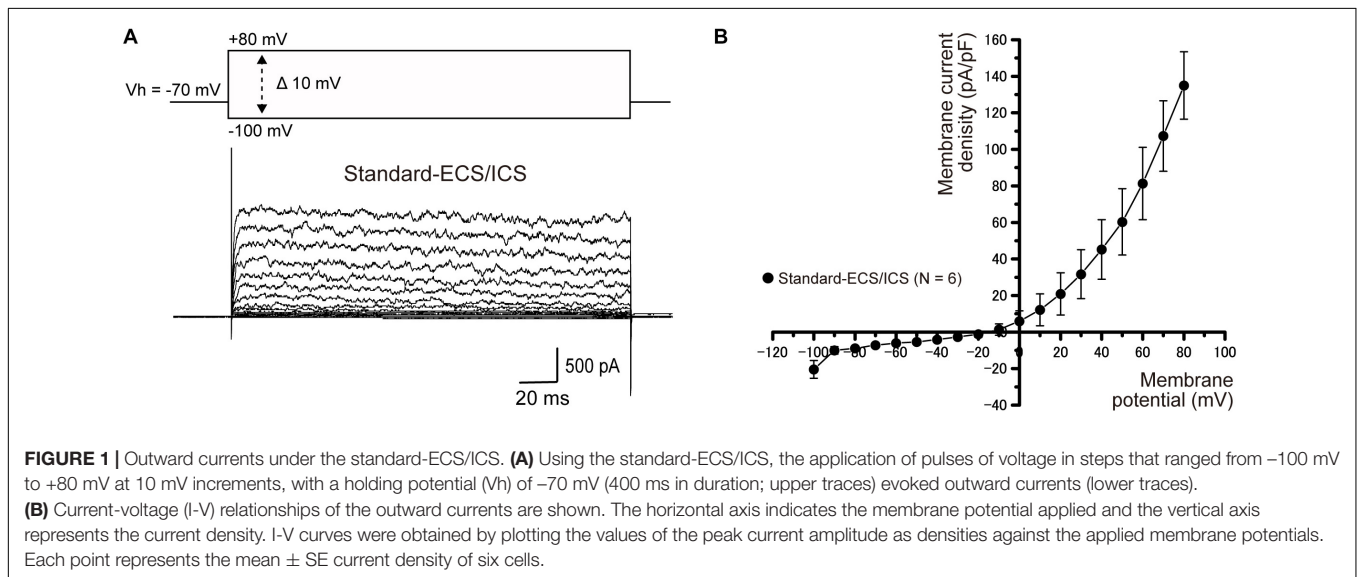 A
+80 mV
Vh = -70 mV
Δ 10 mV
-100 mV
Standard-ECS/ICS
500 pA
20 ms
B
Membrane current
denisity (pA/pF)
160
140
120
100
80
60
40
20
0
−20
−40
Standard-ECS/ICS (N = 6)
−120 −100 −80 −60 −40 −20 0 20 40 60 80 100
Membrane
potential (mV)
FIGURE 1 | Outward currents under the standard-ECS/ICS. (A) Using the standard-ECS/ICS, the application of pulses of voltage in steps that ranged from –100 mV
to +80 mV at 10 mV increments, with a holding potential (Vh) of –70 mV (400 ms in duration; upper traces) evoked outward currents (lower traces).
(B) Current-voltage (I-V) relationships of the outward currents are shown. The horizontal axis indicates the membrane potential applied and the vertical axis
represents the current density. I-V curves were obtained by plotting the values of the peak current amplitude as densities against the applied membrane potentials.
Each point represents the mean ± SE current density of six cells.